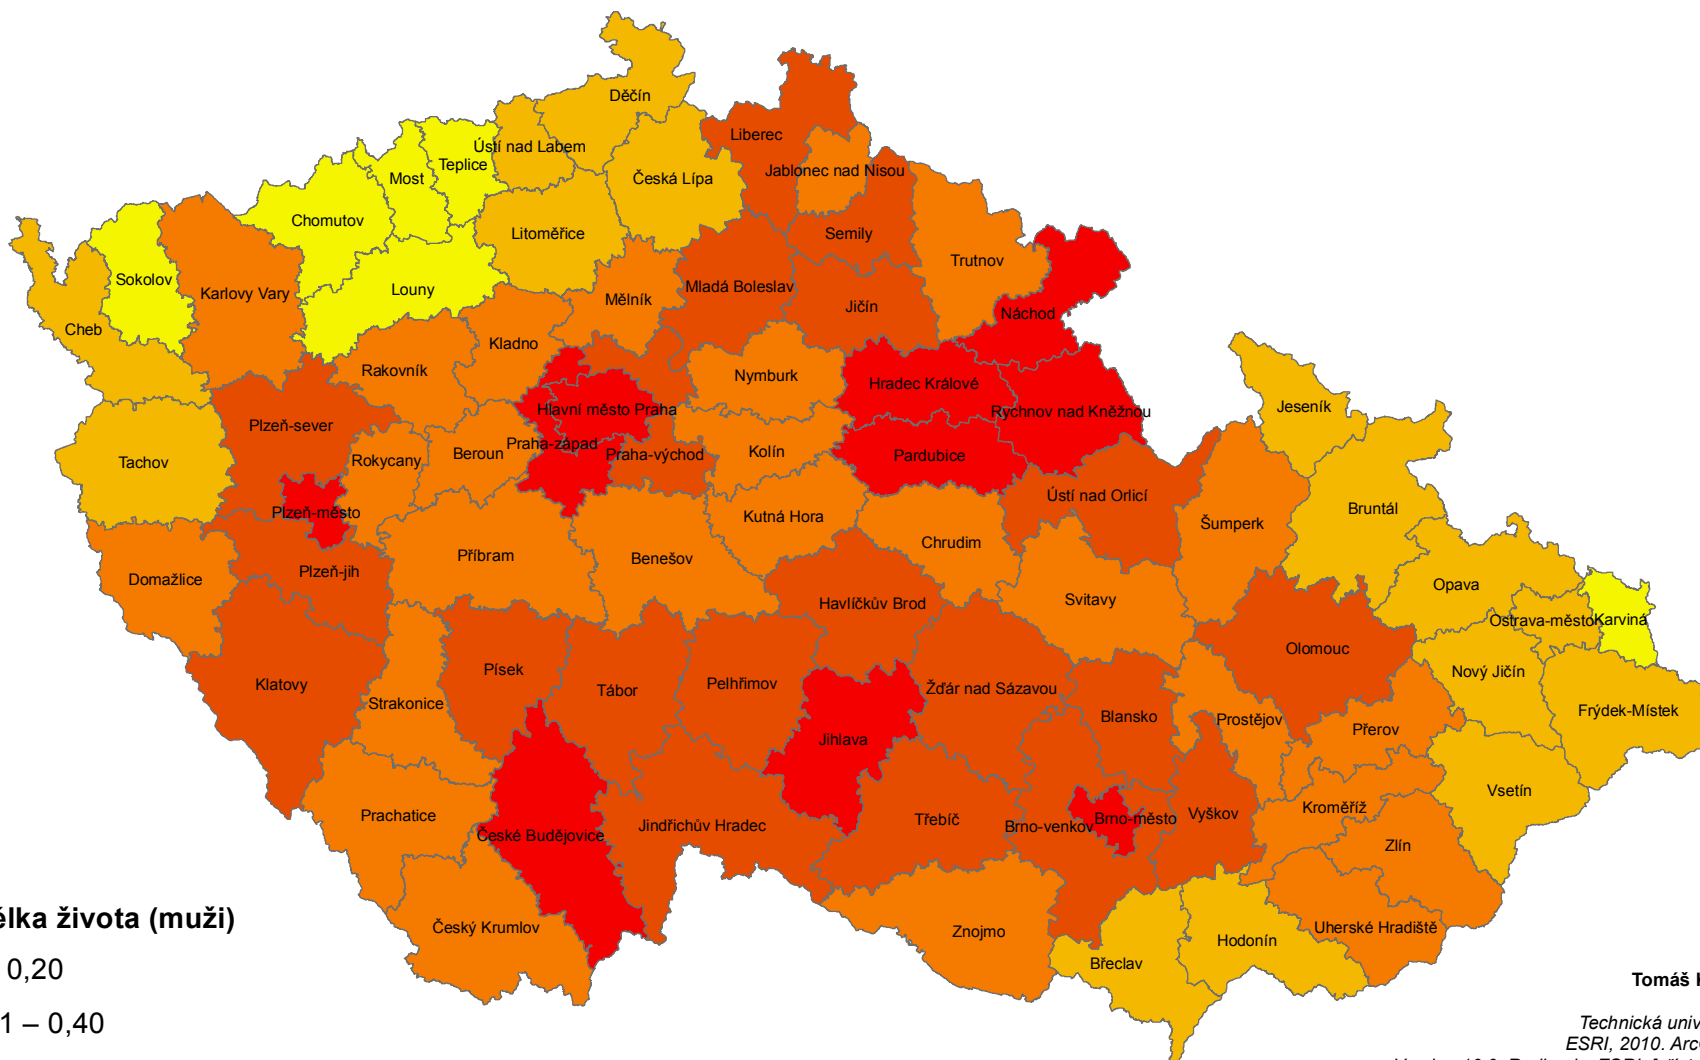 Děčín
Liberec
Ústí nad Labem
Teplice
Jablonec nad Nisou
Most
Česká Lípa
Chomutov
Litoměřice
Semily
Trutnov
Sokolov
Louny
Karlovy Vary
Mladá Boleslav
Mělník
Jičín
Náchod
Cheb
Kladno
Rakovník
Nymburk
Hradec Králové
Hlavní město Praha
Rychnov nad Kněžnou
Jeseník
Plzeň-sever
Praha-západ
Beroun
Praha-východ
Kolín
Pardubice
Tachov
Rokycany
Ústí nad Orlicí
Bruntál
Plzeň-město
Kutná Hora
Šumperk
Chrudim
Příbram
Benešov
Plzeň-jih
Domažlice
Opava
Havlíčkův Brod
Svitavy
Ostrava-město
Karviná
Olomouc
Písek
Nový Jičín
Klatovy
Tábor
Pelhřimov
Žďár nad Sázavou
Strakonice
Frýdek-Místek
Blansko
Prostějov
Přerov
Jihlava
Vsetín
Kroměříž
Prachatice
Vyškov
Třebíč
Brno-město
Brno-venkov
Jindřichův Hradec
České Budějovice
Zlín
Český Krumlov
Znojmo
Uherské Hradiště
Hodonín
Břeclav
élka života (muži)
0,20
1 – 0,40
Tomáš
Technická univ
ESRI, 2010. Arc